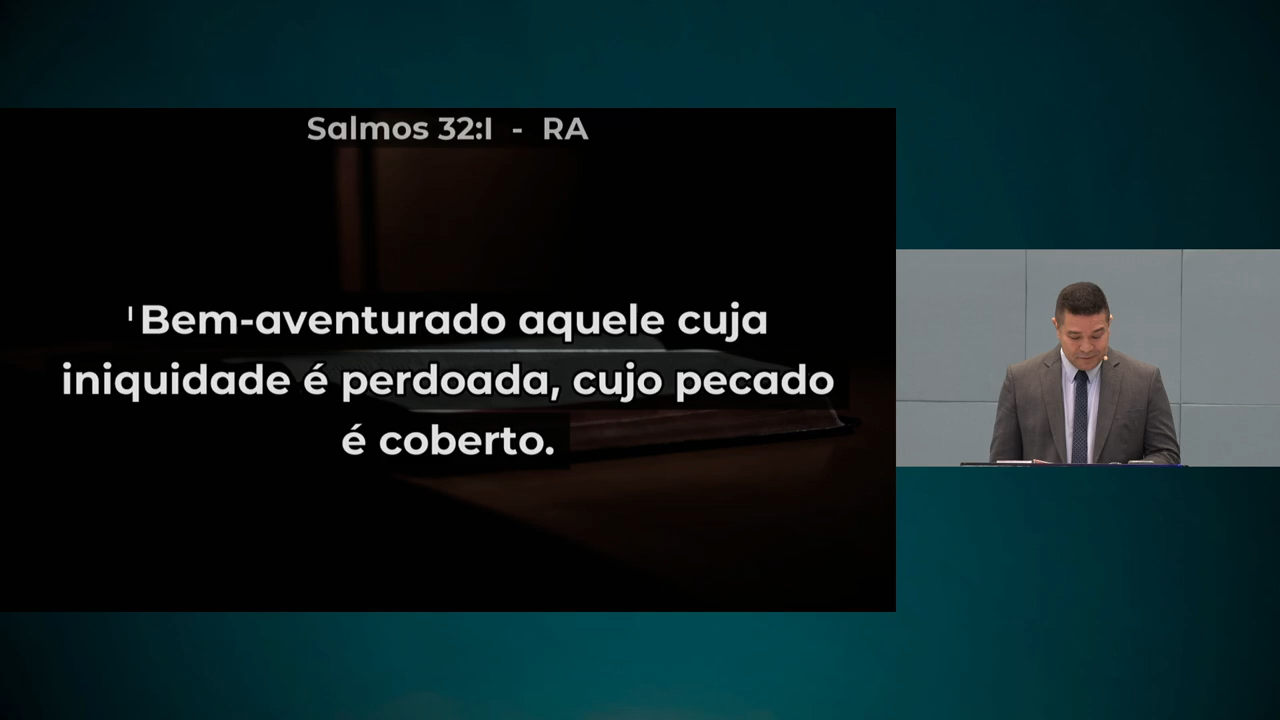 Salmos 32:1 - RA
¹Bem-aventurado aquele cuja
iniquidade é perdoada, cujo pecado
é coberto.